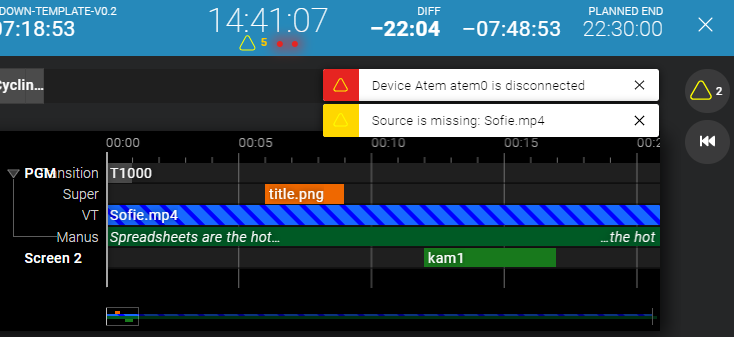 DOWN-TEMPLATE-V0.2
07:18:53
14:41:07
5
DIFF
−22:04
−07:48:53
PLANNED END
22:30:00
Cyclin...
Device Atem atem0 is disconnected
Source is missing: Sofie.mp4
2
00:00 00:05 00:10 00:15 00:2
PGM
T1000
Super
title.png
VT
Sofie.mp4
Manus
Spreadsheets are the hot... ...the hot
Screen 2
kam1